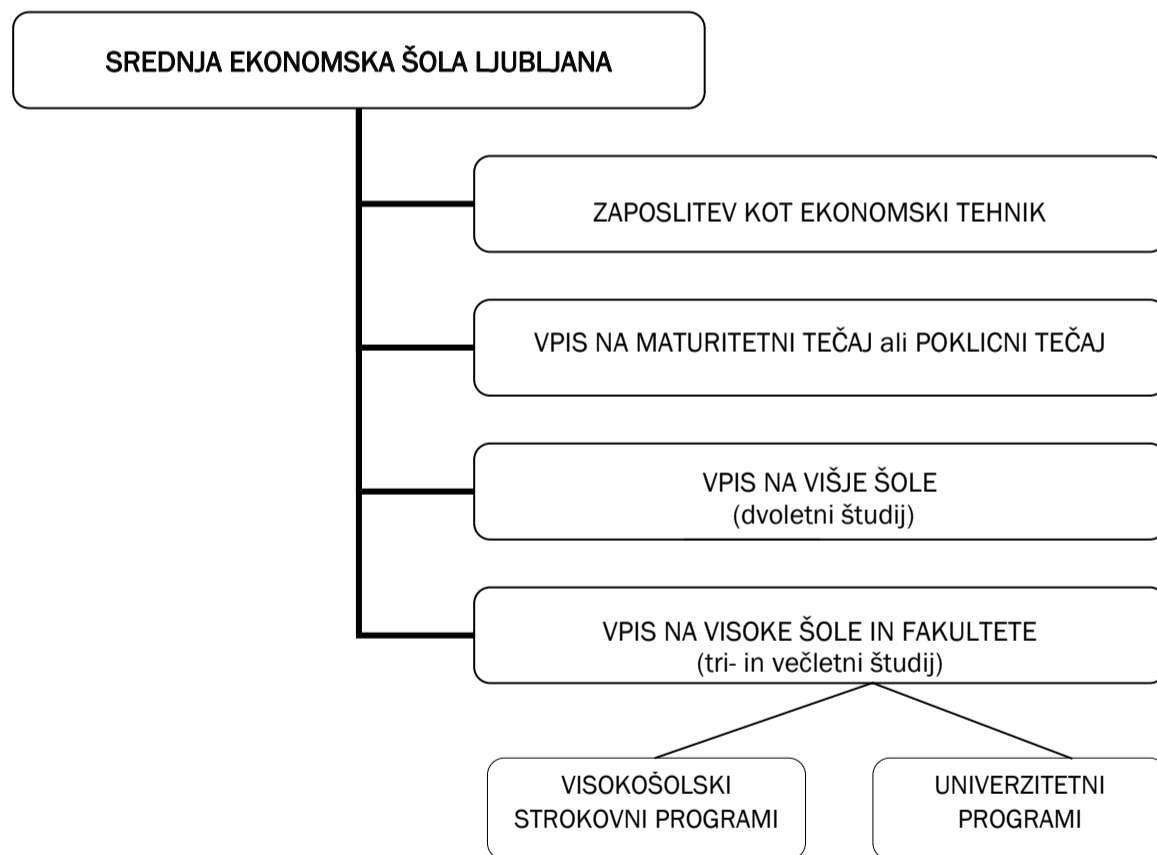 SREDNJA EKONOMSKA ŠOLA LJUBLJANA
ZAPOSLITEV KOT EKONOMSKI TEHNIK
VPIS NA MATURITETNI TEČAJ ali POKLICNI TEČAJ
VPIS NA VIŠJE ŠOLE
(dvoletni študij)
VPIS NA VISOKE ŠOLE IN FAKULTETE
(tri- in večletni študij)
VISOKOŠOLSKI
STROKOVNI PROGRAMI
UNIVERZITETNI
PROGRAMI